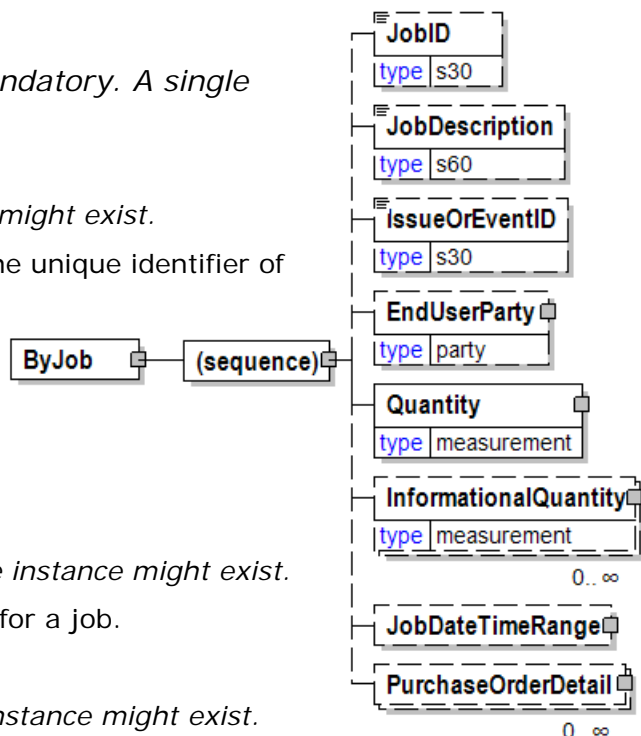 ndatory. A single
might exist.
he unique identifier of
e instance might exist.
for a job.
nstance might exist.
ByJob
(sequence)
JobID
type s30
JobDescription
type s60
IssueOrEventID
type s30
EndUserParty
type party
Quantity
type measurement
InformationalQuantity
type measurement
0..∞
JobDateTimeRange
PurchaseOrderDetail
0..∞